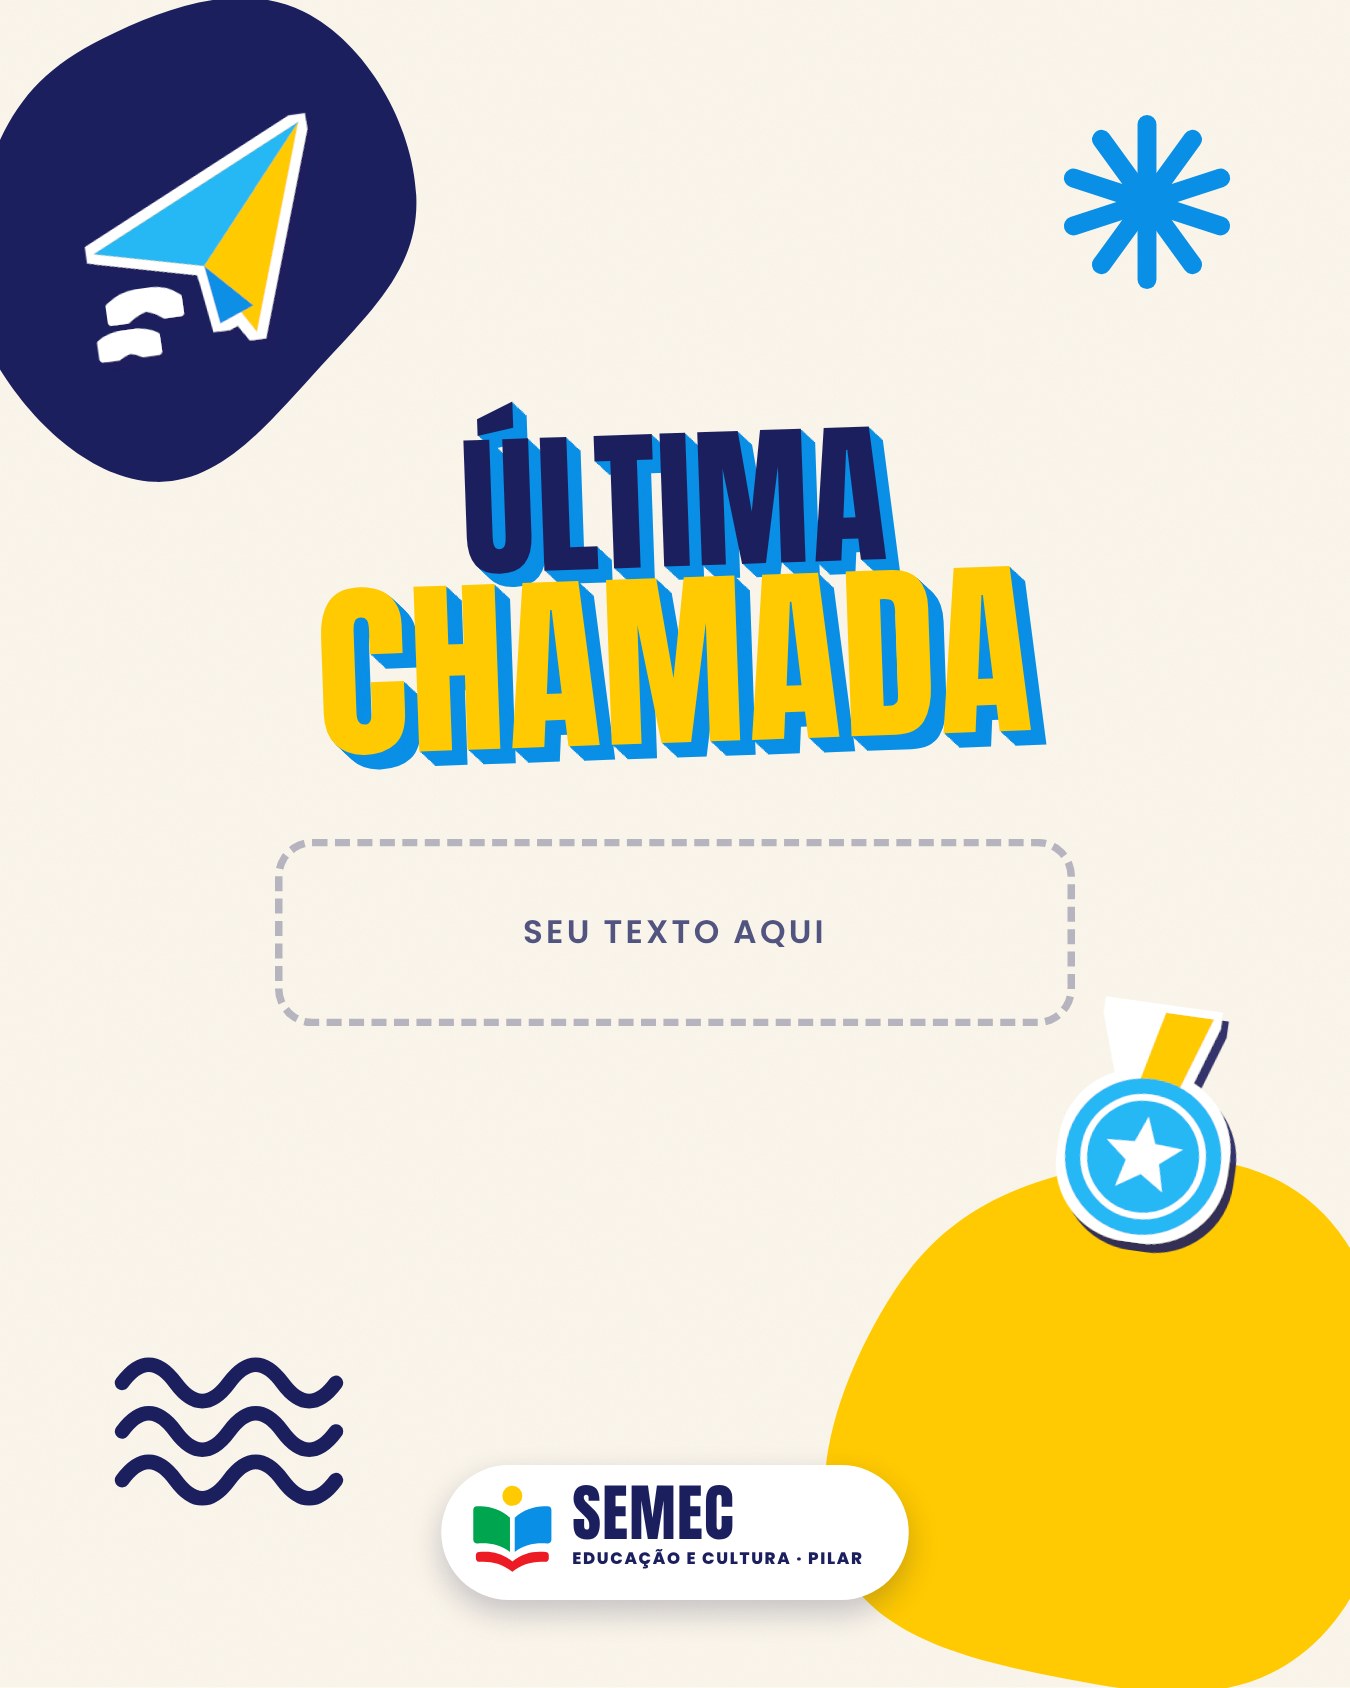 ÚLTIMA
CHAMADA
SEU TEXTO AQUI
SEMEC
EDUCAÇÃO E CULTURA · PILAR